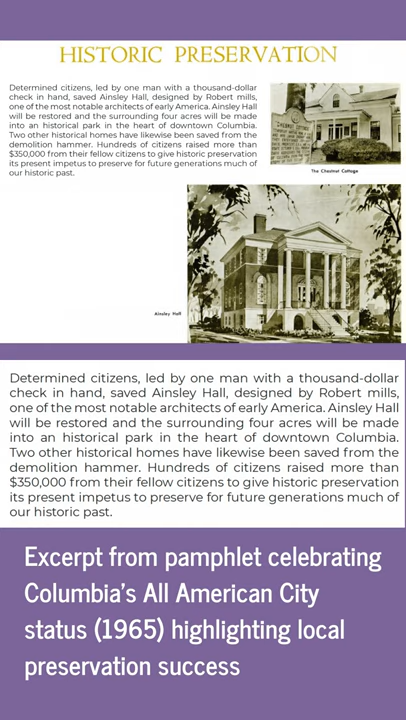 HISTORIC PRESERVATION
Determined citizens, led by one man with a thousand-dollar
check in hand, saved Ainsley Hall, designed by Robert mills,
one of the most notable architects of early America. Ainsley Hall
will be restored and the surrounding four acres will be made
into an historical park in the heart of downtown Columbia.
Two other historical homes have likewise been saved from the
demolition hammer. Hundreds of citizens raised more than
$350,000 from their fellow citizens to give historic preservation
its present impetus to preserve for future generations much of
our historic past.
The Chestnut Cottage
Ainsley Hall
Determined citizens, led by one man with a thousand-dollar
check in hand, saved Ainsley Hall, designed by Robert mills,
one of the most notable architects of early America. Ainsley Hall
will be restored and the surrounding four acres will be made
into an historical park in the heart of downtown Columbia.
Two other historical homes have likewise been saved from the
demolition hammer. Hundreds of citizens raised more than
$350,000 from their fellow citizens to give historic preservation
its present impetus to preserve for future generations much of
our historic past.
Excerpt from pamphlet celebrating
Columbia's All American City
status (1965) highlighting local
preservation success